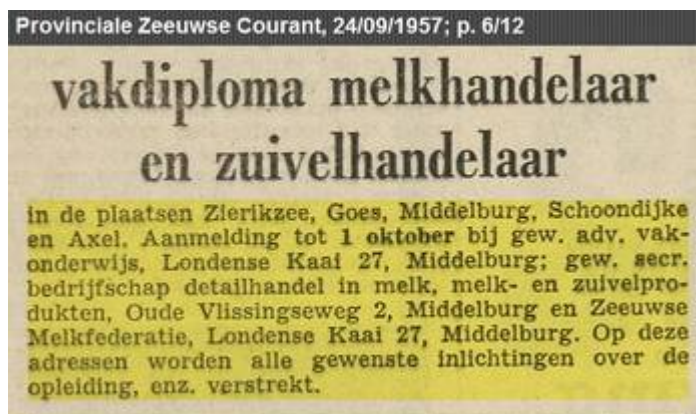 Provinciale Zeeuwse Courant, 24/09/1957; p. 6/12
vakdiploma melkhandelaar
en zuivelhandelaar
in de plaatsen Zierikzee, Goes, Middelburg, Schoondijke
en Axel. Aanmelding tot 1 oktober bij gew. adv. vak-
onderwijs, Londense Kaai 27, Middelburg; gew. secr.
bedrijfschap detailhandel in melk, melk- en zuivelpro-
dukten, Oude Vlissingseweg 2, Middelburg en Zeeuwse
Melkfederatie, Londense Kaai 27, Middelburg. Op deze
adressen worden alle gewenste inlichtingen over de
opleiding, enz. verstrekt.